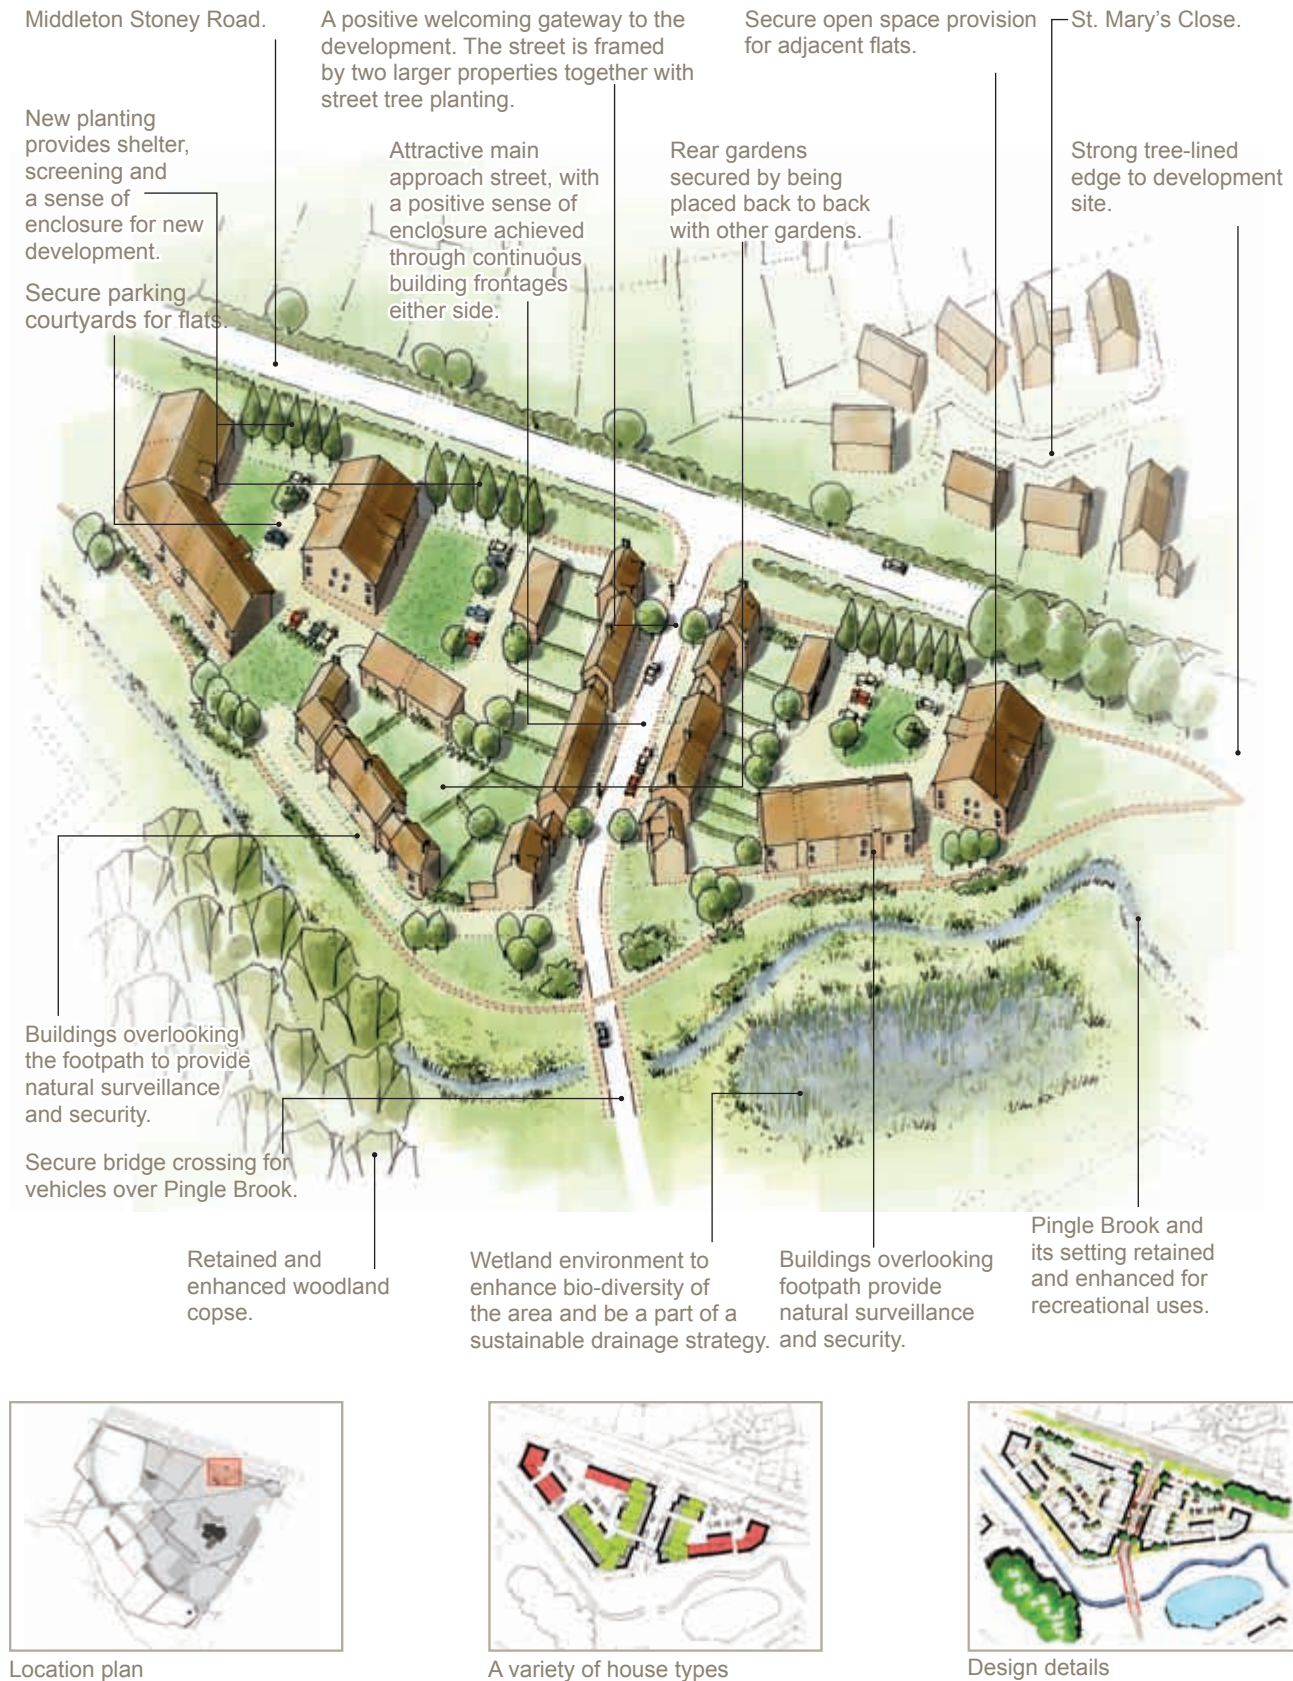 Middleton Stoney Road.
A positive welcoming gateway to the
development. The street is framed
by two larger properties together with
street tree planting.
Secure open space provision
for adjacent flats.
St. Mary’s Close.
New planting
provides shelter,
screening and
a sense of
enclosure for new
development.
Attractive main
approach street, with
a positive sense of
enclosure achieved
through continuous
building frontages
either side.
Rear gardens
secured by being
placed back to back
with other gardens.
Strong tree-lined
edge to development
site.
Secure parking
courtyards for flats.
Buildings overlooking
the footpath to provide
natural surveillance
and security.
Secure bridge crossing for
vehicles over Pingle Brook.
Retained and
enhanced woodland
copse.
Wetland environment to
enhance bio-diversity of
the area and be a part of a
sustainable drainage strategy.
Buildings overlooking
footpath provide
natural surveillance
and security.
Pingle Brook and
its setting retained
and enhanced for
recreational uses.
Location plan
A variety of house types
Design details